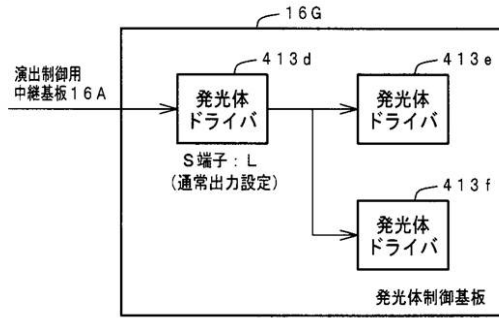 16G
413d
413e
演出制御用
中継基板16A
発光体
ドライバ
発光体
ドライバ
S端子：L
(通常出力設定)
413f
発光体
ドライバ
発光体制御基板